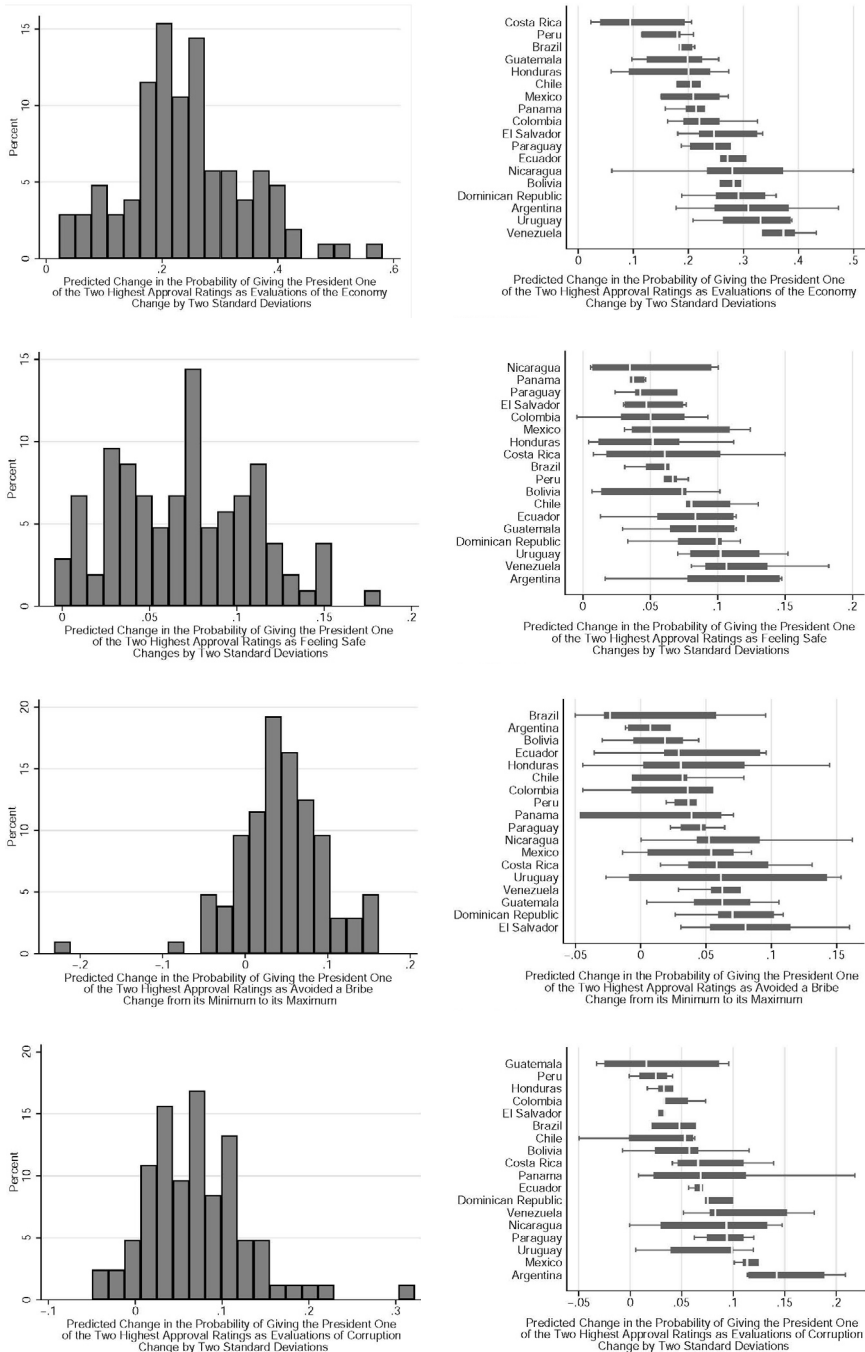 15
10
5
0
Percent
0
.2
.4
.6
Predicted Change in the Probability of Giving the President One
of the Two Highest Approval Ratings as Evaluations of the Economy
Change by Two Standard Deviations
Costa Rica
Peru
Brazil
Guatemala
Honduras
Chile
Mexico
Panama
Colombia
El Salvador
Paraguay
Ecuador
Nicaragua
Bolivia
Dominican Republic
Argentina
Uruguay
Venezuela
0
.1
.2
.3
.4
.5
Predicted Change in the Probability of Giving the President One
of the Two Highest Approval Ratings as Evaluations of the Economy
Change by Two Standard Deviations
15
10
5
0
Percent
0
.05
.1
.15
.2
Predicted Change in the Probability of Giving the President One
of the Two Highest Approval Ratings as Feeling Safe
Changes by Two Standard Deviations
Nicaragua
Panama
Paraguay
El Salvador
Colombia
Mexico
Honduras
Costa Rica
Brazil
Peru
Bolivia
Chile
Ecuador
Guatemala
Dominican Republic
Uruguay
Venezuela
Argentina
0
.05
.1
.15
.2
Predicted Change in the Probability of Giving the President One
of the Two Highest Approval Ratings as Feeling Safe
Changes by Two Standard Deviations
20
15
10
5
0
Percent
-.2
-.1
0
.1
.2
Predicted Change in the Probability of Giving the President One
of the Two Highest Approval Ratings as Avoided a Bribe
Change from its Minimum to its Maximum
Brazil
Argentina
Bolivia
Ecuador
Honduras
Chile
Colombia
Peru
Panama
Paraguay
Nicaragua
Mexico
Costa Rica
Uruguay
Venezuela
Guatemala
Dominican Republic
El Salvador
-.05
0
.05
.1
.15
Predicted Change in the Probability of Giving the President One
of the Two Highest Approval Ratings as Avoided a Bribe
Change from its Minimum to its Maximum
20
15
10
5
0
Percent
-.1
0
.1
.2
.3
Predicted Change in the Probability of Giving the President One
of the Two Highest Approval Ratings as Evaluations of Corruption
Change by Two Standard Deviations
Guatemala
Peru
Honduras
Colombia
El Salvador
Brazil
Chile
Bolivia
Costa Rica
Panama
Ecuador
Dominican Republic
Venezuela
Nicaragua
Paraguay
Uruguay
Mexico
Argentina
-.05
0
.05
.1
.15
.2
Predicted Change in the Probability of Giving the President One
of the Two Highest Approval Ratings as Evaluations of Corruption
Change by Two Standard Deviations